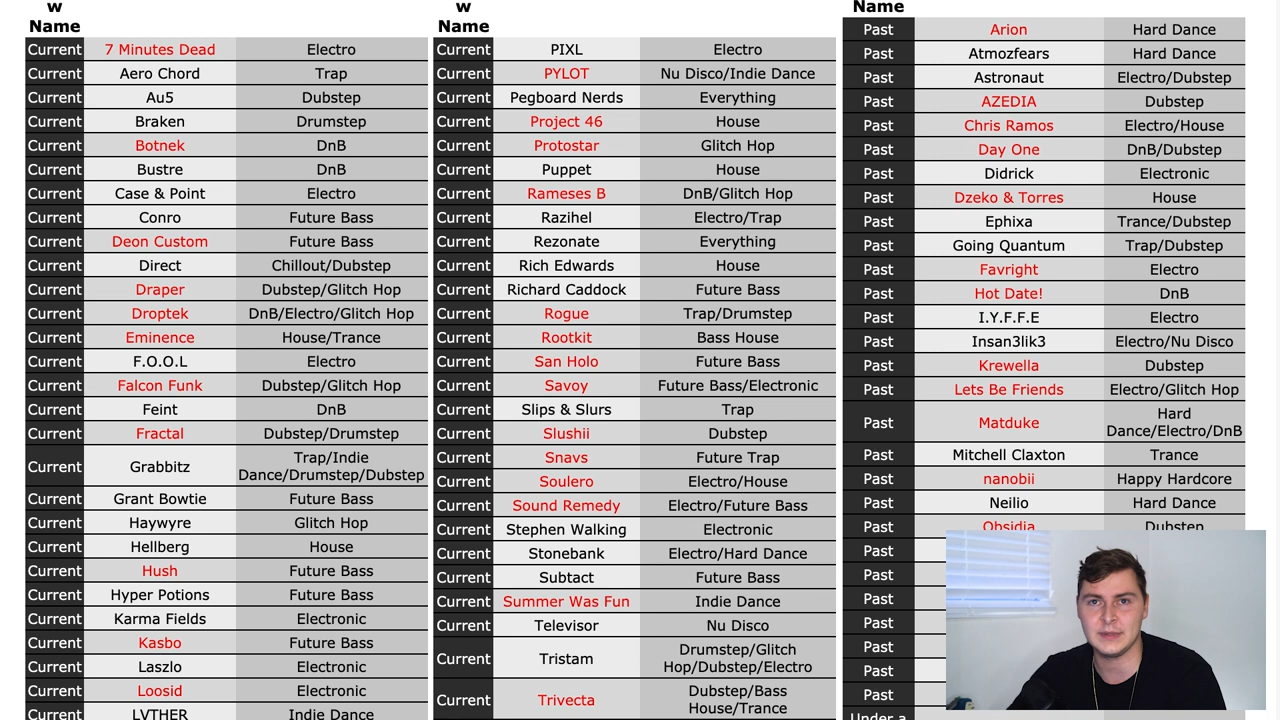 w
Name
Current 7 Minutes Dead Electro
Current Aero Chord Trap
Current Au5 Dubstep
Current Braken Drumstep
Current Botnek DnB
Current Bustre DnB
Current Case & Point Electro
Current Conro Future Bass
Current Deon Custom Future Bass
Current Direct Chillout/Dubstep
Current Draper Dubstep/Glitch Hop
Current Droptek DnB/Electro/Glitch Hop
Current Eminence House/Trance
Current F.O.O.L Electro
Current Falcon Funk Dubstep/Glitch Hop
Current Feint DnB
Current Fractal Dubstep/Drumstep
Current Grabbitz Trap/Indie
Dance/Drumstep/Dubstep
Current Grant Bowtie Future Bass
Current Haywyre Glitch Hop
Current Hellberg House
Current Hush Future Bass
Current Hyper Potions Future Bass
Current Karma Fields Electronic
Current Kasbo Future Bass
Current Laszlo Electronic
Current Loosid Electronic
Current LVTHER Indie Dance
w
Name
Current PIXL Electro
Current PYLOT Nu Disco/Indie Dance
Current Pegboard Nerds Everything
Current Project 46 House
Current Protostar Glitch Hop
Current Puppet House
Current Rameses B DnB/Glitch Hop
Current Razihel Electro/Trap
Current Rezonate Everything
Current Rich Edwards House
Current Richard Caddock Future Bass
Current Rogue Trap/Drumstep
Current Rootkit Bass House
Current San Holo Future Bass
Current Savoy Future Bass/Electronic
Current Slips & Slurs Trap
Current Slushii Dubstep
Current Snavs Future Trap
Current Soulero Electro/House
Current Sound Remedy Electro/Future Bass
Current Stephen Walking Electronic
Current Stonebank Electro/Hard Dance
Current Subtact Future Bass
Current Summer Was Fun Indie Dance
Current Televisor Nu Disco
Current Tristam Drumstep/Glitch
Hop/Dubstep/Electro
Current Trivecta Dubstep/Bass
House/Trance
Name
Past Arion Hard Dance
Past Atmozfears Hard Dance
Past Astronaut Electro/Dubstep
Past AZEDIA Dubstep
Past Chris Ramos Electro/House
Past Day One DnB/Dubstep
Past Didrick Electronic
Past Dzeko & Torres House
Past Ephixa Trance/Dubstep
Past Going Quantum Trap/Dubstep
Past Favright Electro
Past Hot Date! DnB
Past I.Y.F.F.E Electro
Past Insan3lik3 Electro/Nu Disco
Past Krewella Dubstep
Past Lets Be Friends Electro/Glitch Hop
Past Matduke Hard
Dance/Electro/DnB
Past Mitchell Claxton Trance
Past nanobii Happy Hardcore
Past Neilio Hard Dance
Past Obsidia Dubstep
Past
Past
Past
Past
Past
Past
Past
Under a